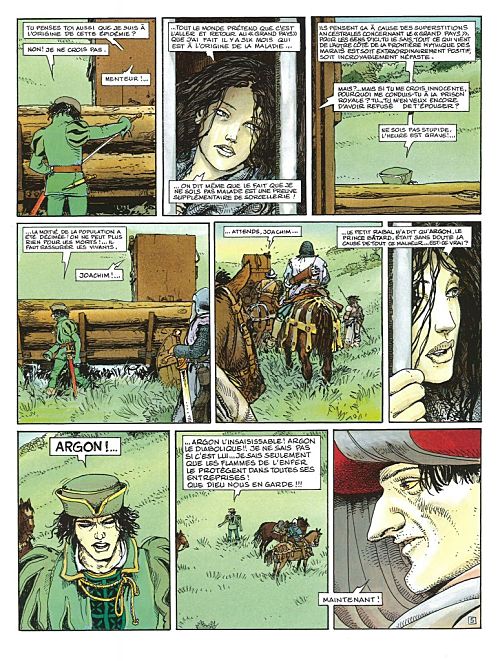 TU PENSES TOI AUSSI QUE JE SUIS À
L'ORIGINE DE CETTE ÉPIDÉMIE ?
NON ! JE NE CROIS PAS.
MENTEUR !...
...TOUT LE MONDE PRÉTEND QUE C'EST
L'ALLER ET RETOUR AU «GRAND PAYS»
QUE J'AI FAIT IL Y A SIX MOIS QUI
EST À L'ORIGINE DE LA MALADIE...
...ON DIT MÊME QUE LE FAIT QUE JE
NE SOIS PAS MALADE EST UNE PREUVE
SUPPLÉMENTAIRE DE SORCELLERIE !
ILS PENSENT ÇA À CAUSE DES SUPERSTITIONS
ANCESTRALES CONCERNANT LE «GRAND PAYS».
POUR LES GENS D'ICI, TU LE SAIS, TOUT CE QUI VIENT
DE L'AUTRE CÔTÉ DE LA FRONTIÈRE MYTHIQUE DES
MARAIS EST SOIT EXTRAORDINAIREMENT POSITIF,
SOIT INCROYABLEMENT NÉFASTE.
MAIS ?... MAIS SI TU ME CROIS INNOCENTE,
POURQUOI ME CONDUIS-TU À LA PRISON
ROYALE ? TU... TU M'EN VEUX ENCORE
D'AVOIR REFUSÉ DE T'ÉPOUSER ?
NE SOIS PAS STUPIDE.
L'HEURE EST GRAVE !...
...LA MOITIÉ DE LA POPULATION A
ÉTÉ DÉCIMÉE ! ON NE PEUT PLUS
RIEN POUR LES MORTS !... IL
FAUT RASSURER LES VIVANTS...
JOACHIM !...
...ATTENDS, JOACHIM...
...LE PETIT RABAL M'A DIT QU'ARGON, LE
PRINCE BÂTARD, ÉTAIT SANS DOUTE LA
CAUSE DE TOUT CE MALHEUR... EST-CE VRAI ?
ARGON !...
...ARGON L'INSAISISSABLE ! ARGON
LE DIABOLIQUE !!. JE NE SAIS PAS
SI C'EST LUI... JE SAIS SEULEMENT
QUE LES FLAMMES DE L'ENFER
LE PROTÈGENT DANS TOUTES SES
ENTREPRISES !
QUE DIEU NOUS EN GARDE !!!
MAINTENANT !
5